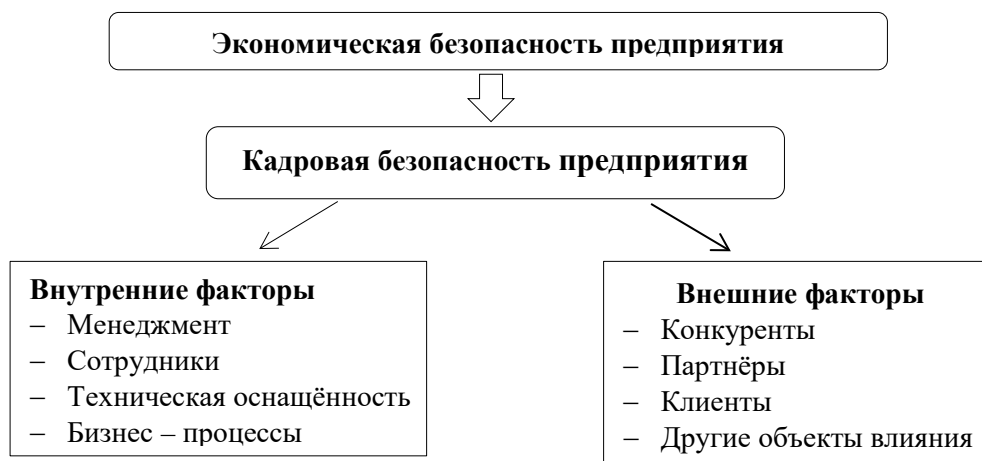 Экономическая безопасность предприятия
Кадровая безопасность предприятия
Внутренние факторы
– Менеджмент
– Сотрудники
– Техническая оснащённость
– Бизнес – процессы
Внешние факторы
– Конкуренты
– Партнёры
– Клиенты
– Другие объекты влияния